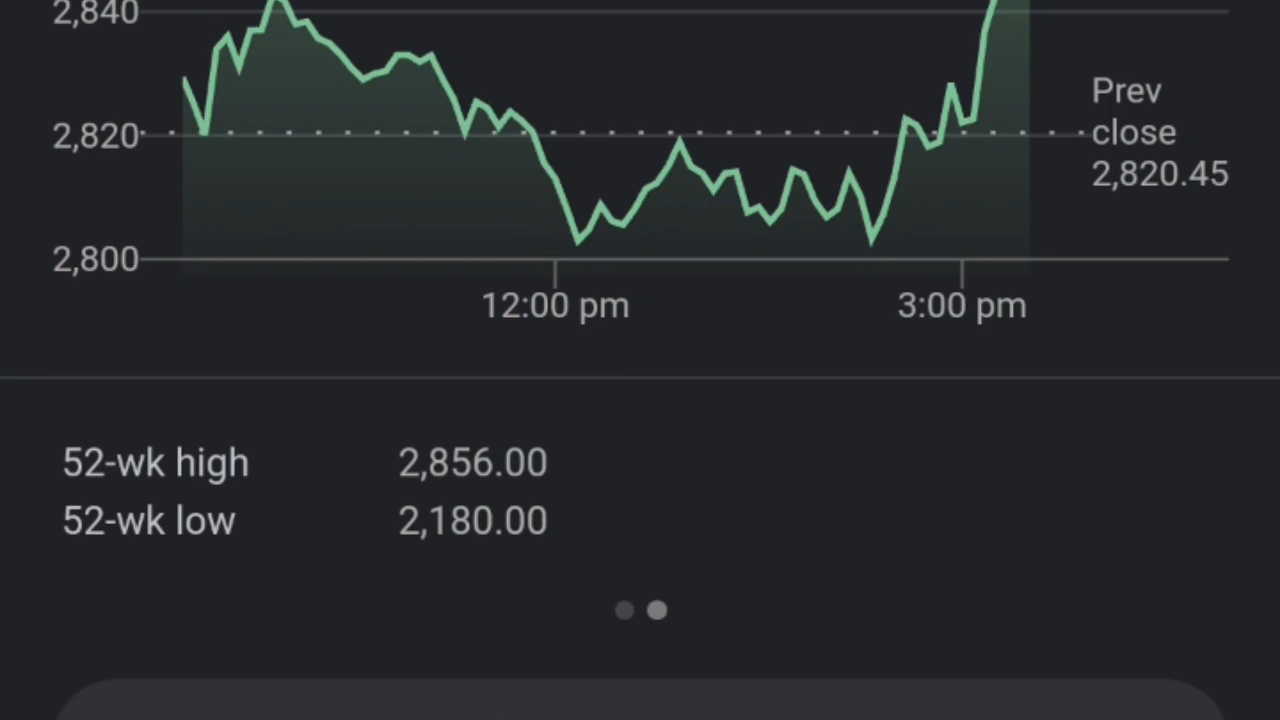 2,840
Prev
close
2,820.45
2,820
2,800
12:00 pm
3:00 pm
52-wk high 2,856.00
52-wk low 2,180.00